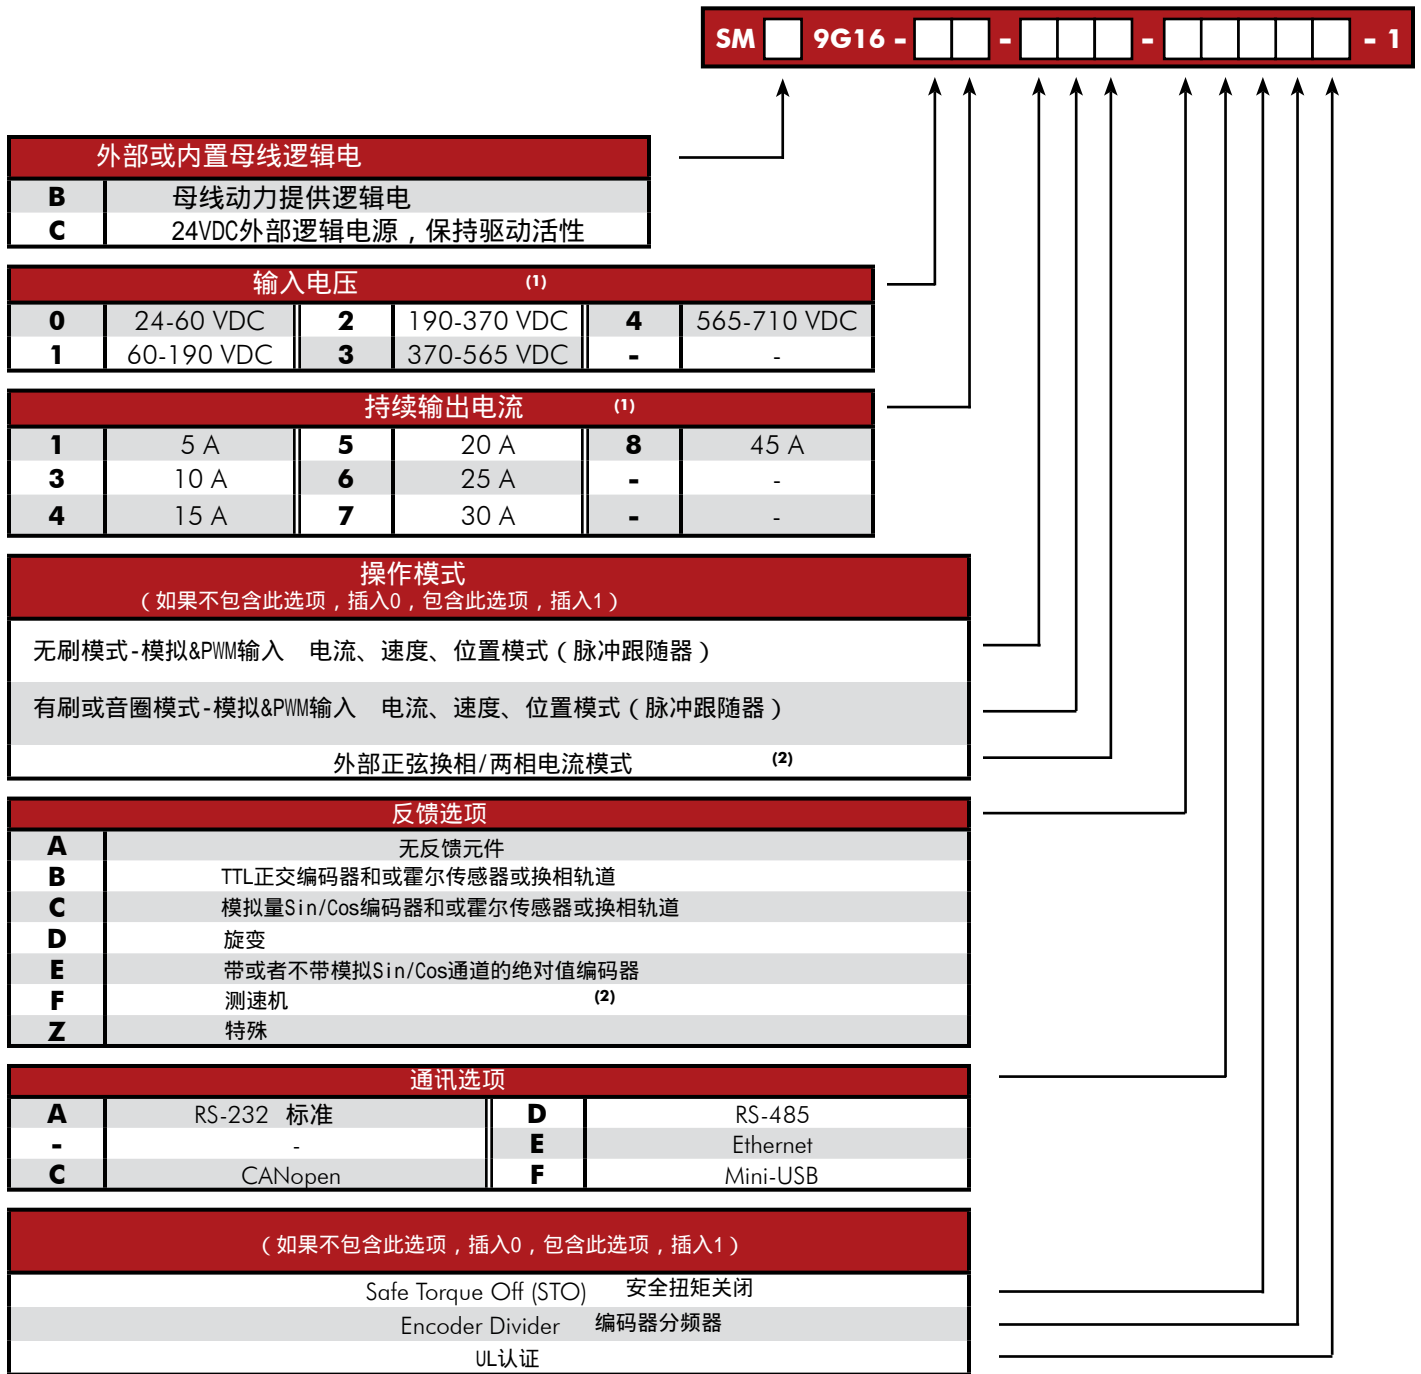 SM 9G16 - - - - 1
外部或内置母线逻辑电
B 母线动力提供逻辑电
C 24VDC外部逻辑电源，保持驱动活性
输入电压 (1)
0 24-60 VDC 2 190-370 VDC 4 565-710 VDC
1 60-190 VDC 3 370-565 VDC - -
持续输出电流 (1)
1 5 A 5 20 A 8 45 A
3 10 A 6 25 A - -
4 15 A 7 30 A - -
操作模式
（如果不包含此选项，插入0，包含此选项，插入1）
无刷模式-模拟&PWM输入 电流、速度、位置模式（脉冲跟随器）
有刷或音圈模式-模拟&PWM输入 电流、速度、位置模式（脉冲跟随器）
外部正弦换相/两相电流模式 (2)
反馈选项
A 无反馈元件
B TTL正交编码器和或霍尔传感器或换相轨道
C 模拟量Sin/Cos编码器和或霍尔传感器或换相轨道
D 旋变
E 带或者不带模拟Sin/Cos通道的绝对值编码器
F 测速机 (2)
Z 特殊
通讯选项
A RS-232 标准 D RS-485
- - E Ethernet
C CANopen F Mini-USB
（如果不包含此选项，插入0，包含此选项，插入1）
Safe Torque Off (STO) 安全扭矩关闭
Encoder Divider 编码器分频器
UL认证